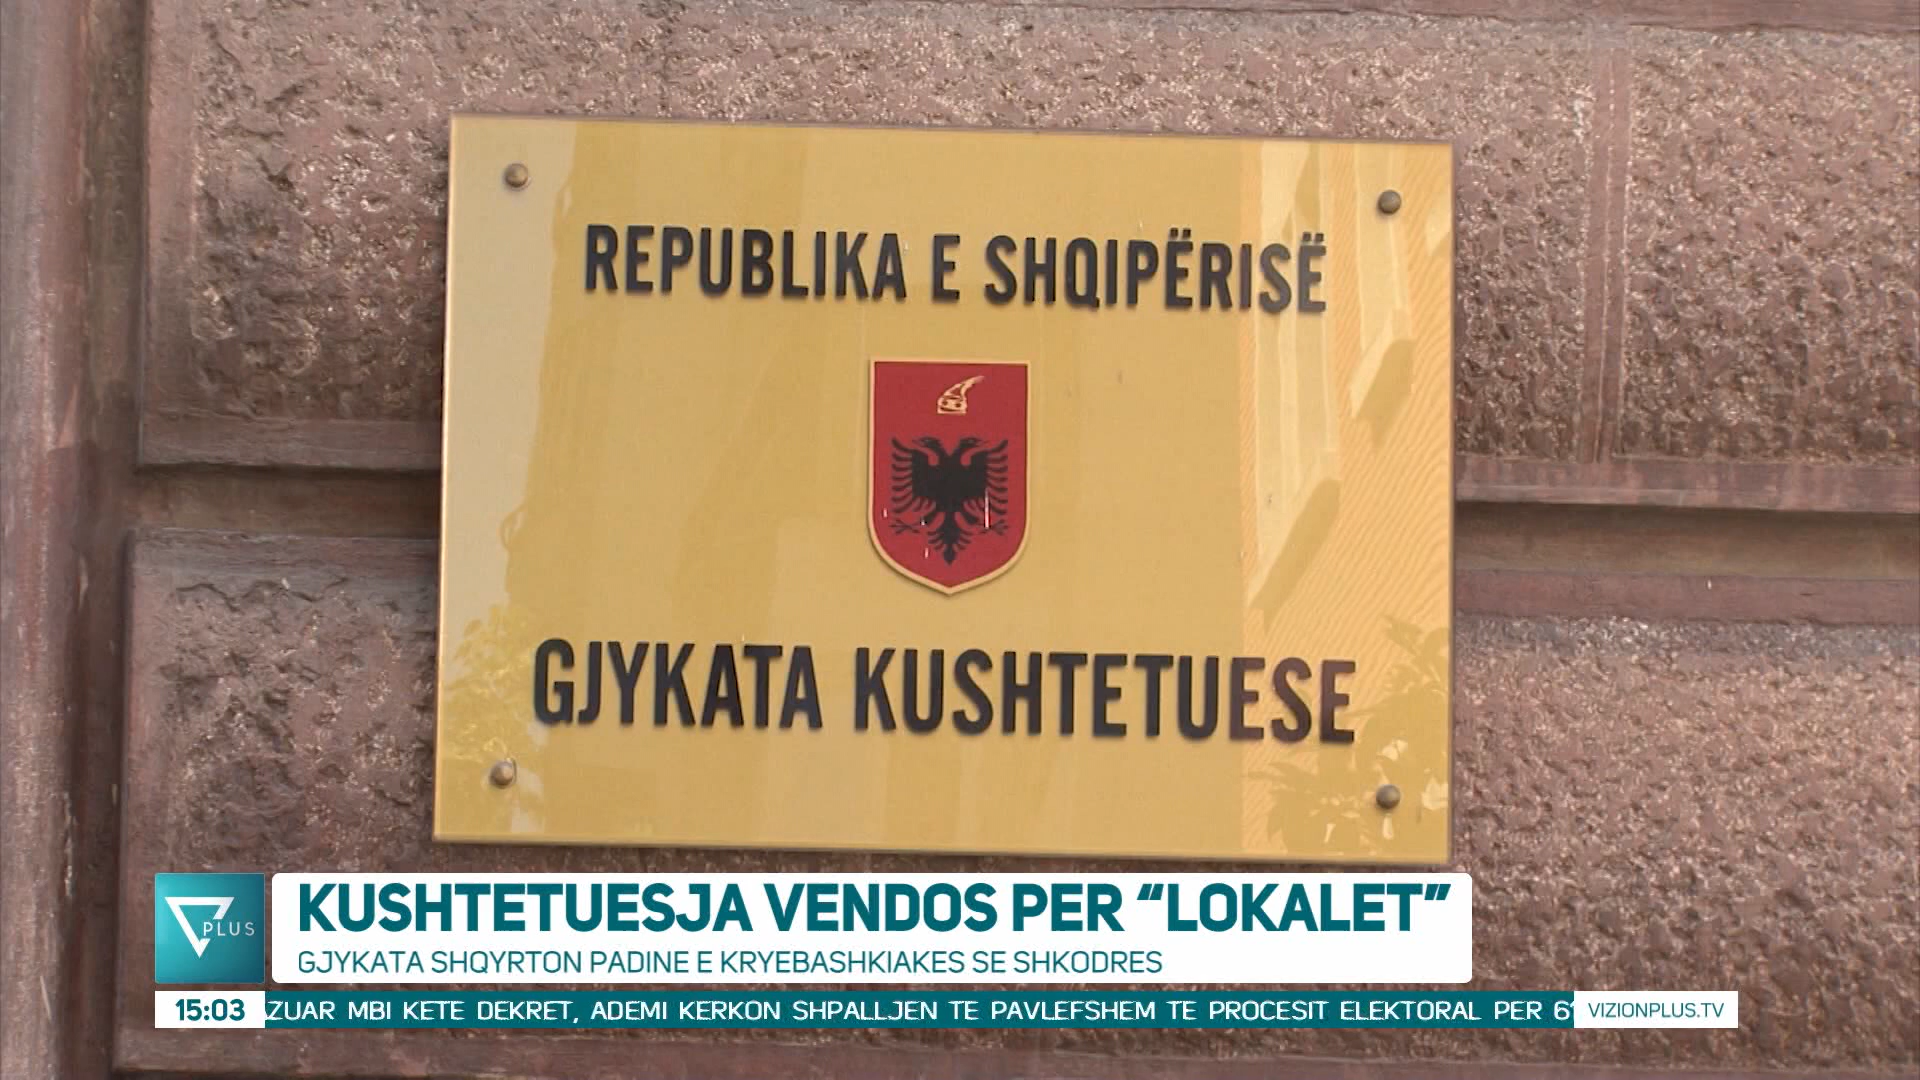 REPUBLIKA E SHQIPËRISË
GJYKATA KUSHTETUESE
PLUS
KUSHTETUESJA VENDOS PER “LOKALET”
GJYKATA SHQYRTON PADINE E KRYEBASHKIAKES SE SHKODRES
15:03
ZUAR MBI KETE DEKRET, ADEMI KERKON SHPALLJEN TE PAVLEFSHEM TE PROCESIT ELEKTORAL PER
VIZIONPLUS.TV